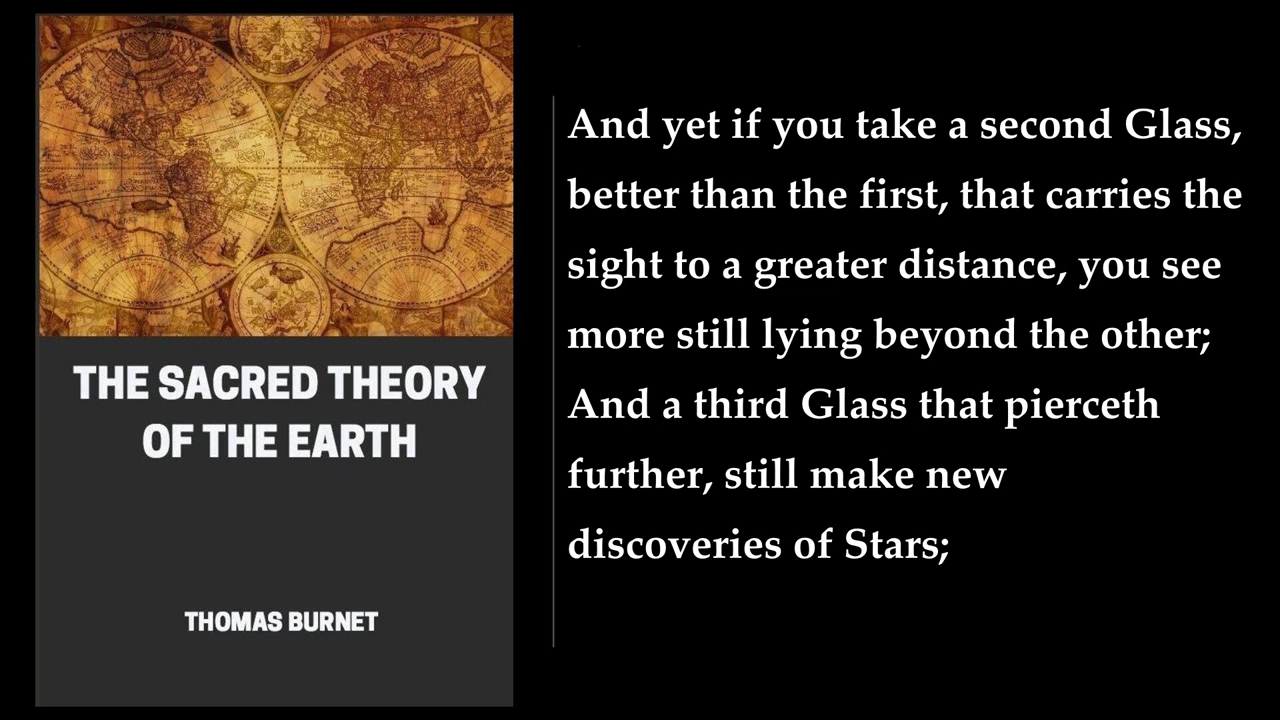 THE SACRED THEORY
OF THE EARTH
THOMAS BURNET
And yet if you take a second Glass,
better than the first, that carries the
sight to a greater distance, you see
more still lying beyond the other;
And a third Glass that pierceth
further, still make new
discoveries of Stars;